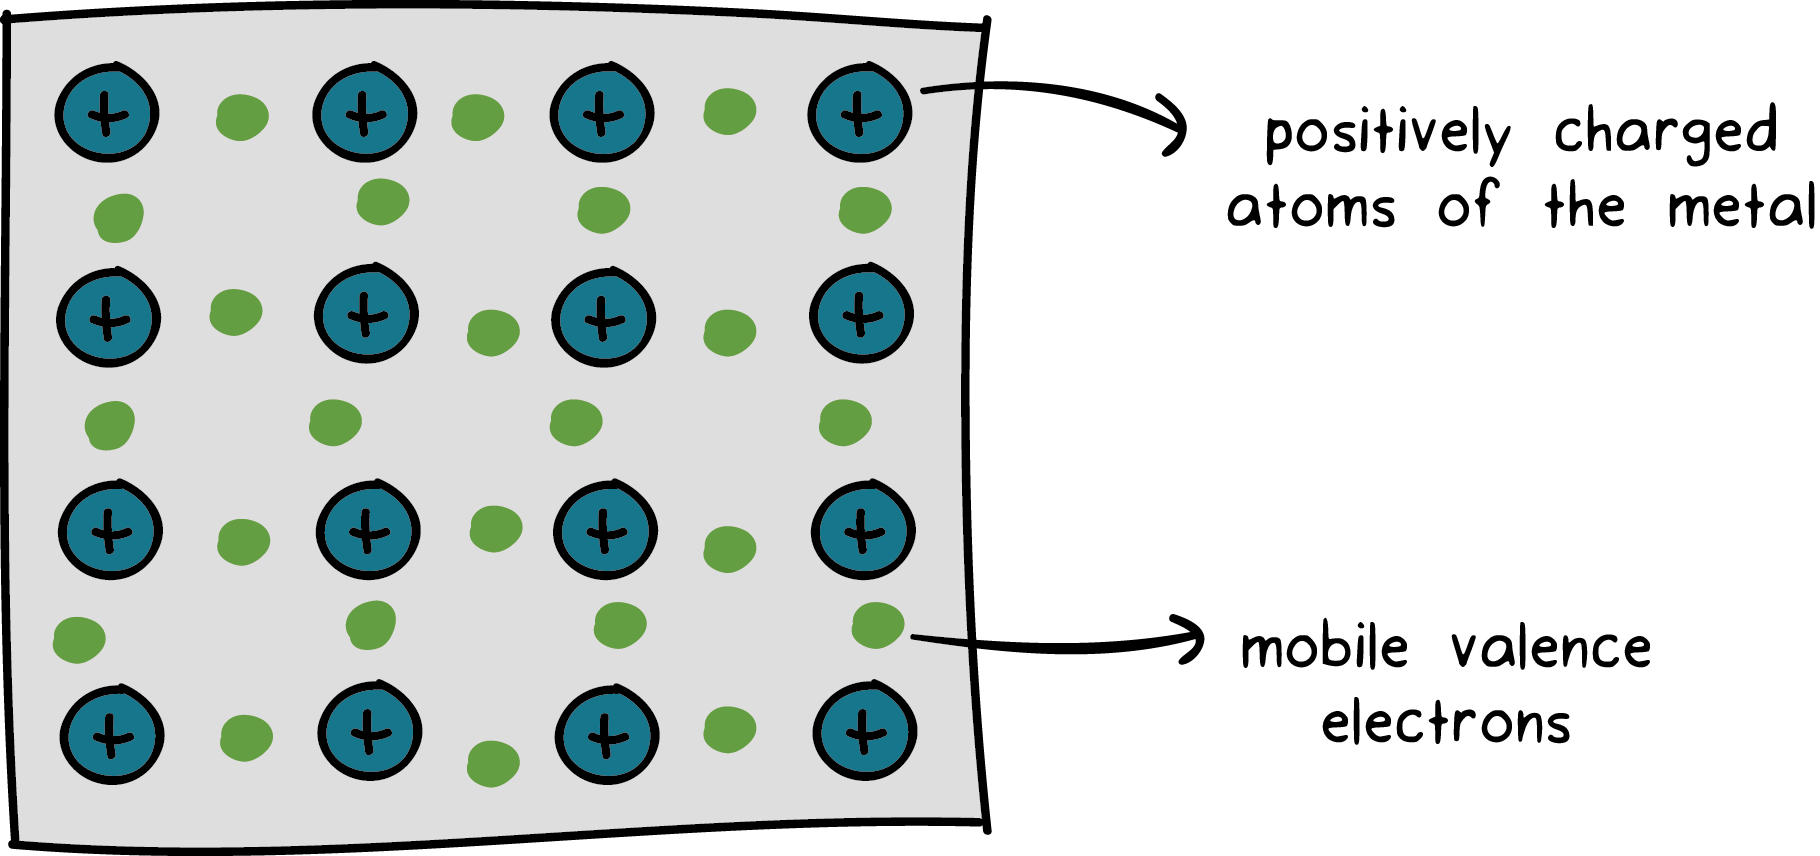 positively charged
atoms of the metal
mobile valence
electrons